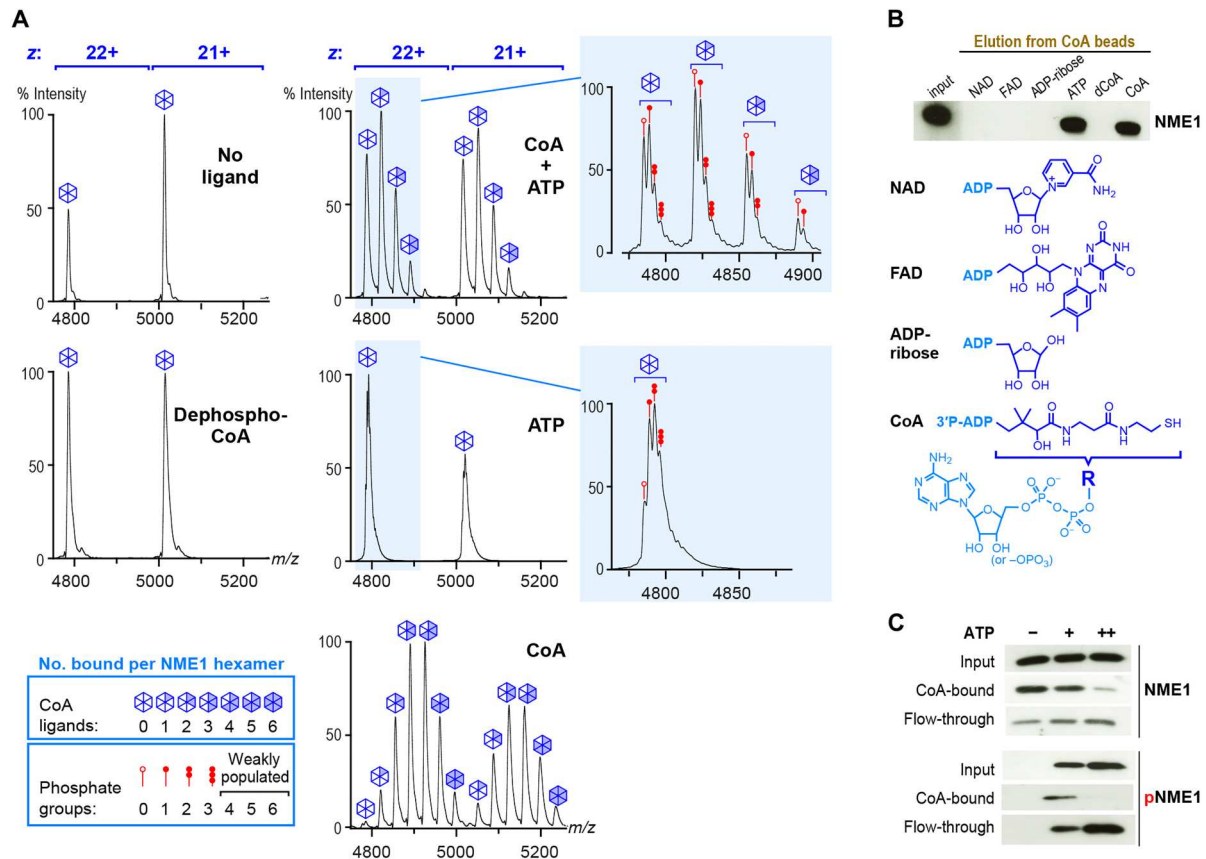 A
z: 22+ 21+
% Intensity
100
50
0
4800 5000 5200
No
ligand
z: 22+ 21+
% Intensity
100
50
0
4800 5000 5200
CoA
+
ATP
100
50
0
4800 4850 4900
100
50
0
4800 5000 5200
m/z
Dephospho-
CoA
100
50
0
4800 5000 5200
ATP
100
50
0
4800 4850
No. bound per NME1 hexamer
CoA
ligands:
0 1 2 3 4 5 6
Phosphate
groups:
Weakly
populated
0 1 2 3 4 5 6
CoA
100
50
0
4800 5000 5200
m/z
B
Elution from CoA beads
input NAD FAD ADP-ribose ATP dCoA CoA
NME1
NAD
ADP
O
N+
NH2
O
OH OH
FAD
ADP
OH
OH
OH
N
N
O
NH
N
O
ADP-
ribose
ADP
O
OH
OH OH
CoA
3′P-ADP
O
OH
N
H
O
N
H
SH
R
NH2
N
N
N
N
O
O
O−
P
O
O
O
P
O−
O
OH OH
(or –OPO3)
C
ATP – + ++
Input
CoA-bound
Flow-through
NME1
Input
CoA-bound
Flow-through
pNME1